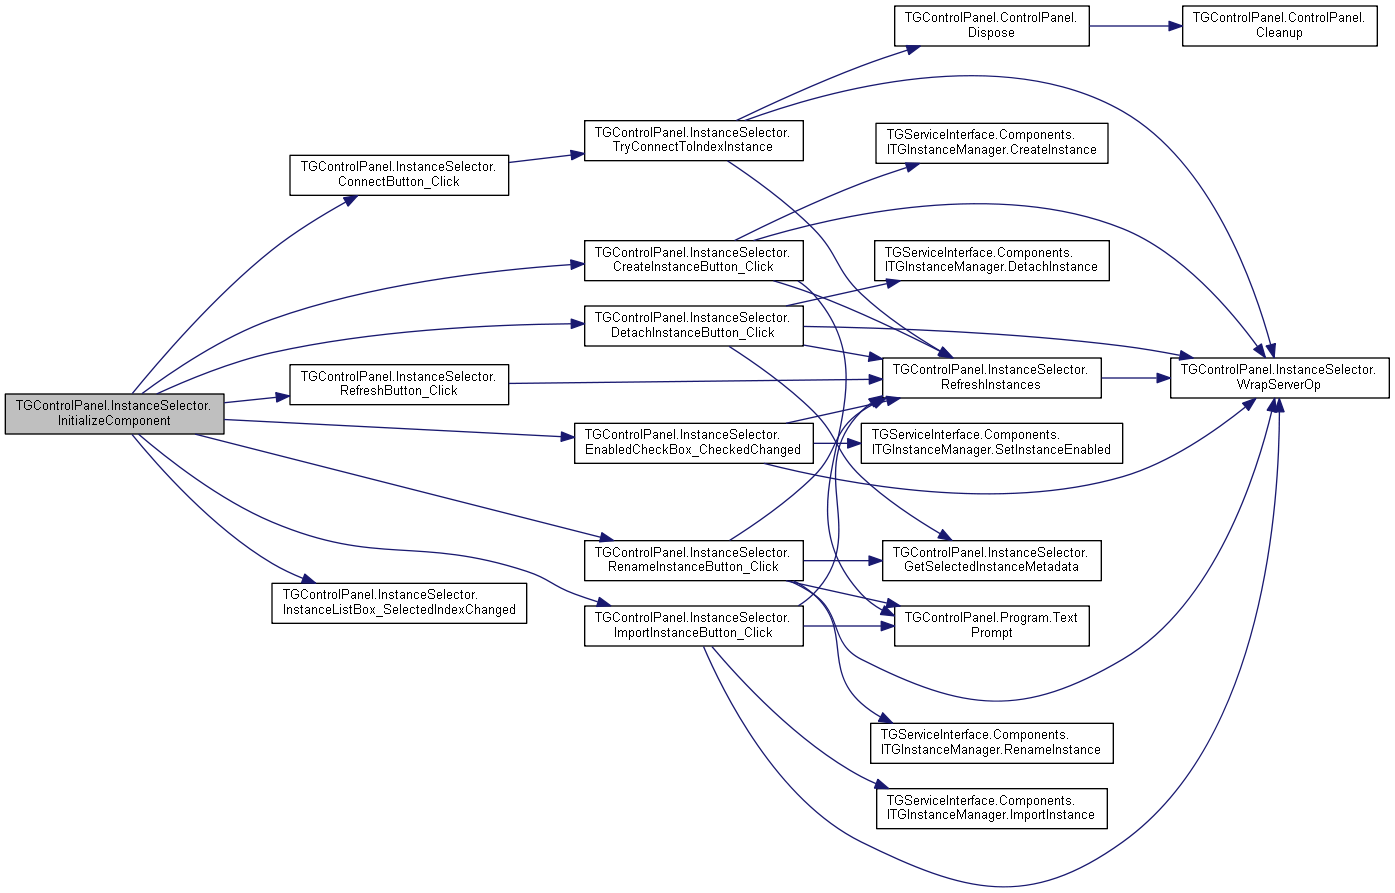 TGControlPanel.ControlPanel.
Dispose
TGControlPanel.ControlPanel.
Cleanup
TGControlPanel.InstanceSelector.
TryConnectToIndexInstance
TGServiceInterface.Components.
ITGInstanceManager.CreateInstance
TGControlPanel.InstanceSelector.
ConnectButton_Click
TGControlPanel.InstanceSelector.
CreateInstanceButton_Click
TGServiceInterface.Components.
ITGInstanceManager.DetachInstance
TGControlPanel.InstanceSelector.
DetachInstanceButton_Click
TGControlPanel.InstanceSelector.
RefreshButton_Click
TGControlPanel.InstanceSelector.
RefreshInstances
TGControlPanel.InstanceSelector.
WrapServerOp
TGControlPanel.InstanceSelector.
InitializeComponent
TGControlPanel.InstanceSelector.
EnabledCheckBox_CheckedChanged
TGServiceInterface.Components.
ITGInstanceManager.SetInstanceEnabled
TGControlPanel.InstanceSelector.
RenameInstanceButton_Click
TGControlPanel.InstanceSelector.
GetSelectedInstanceMetadata
TGControlPanel.InstanceSelector.
InstanceListBox_SelectedIndexChanged
TGControlPanel.InstanceSelector.
ImportInstanceButton_Click
TGControlPanel.Program.Text
Prompt
TGServiceInterface.Components.
ITGInstanceManager.RenameInstance
TGServiceInterface.Components.
ITGInstanceManager.ImportInstance